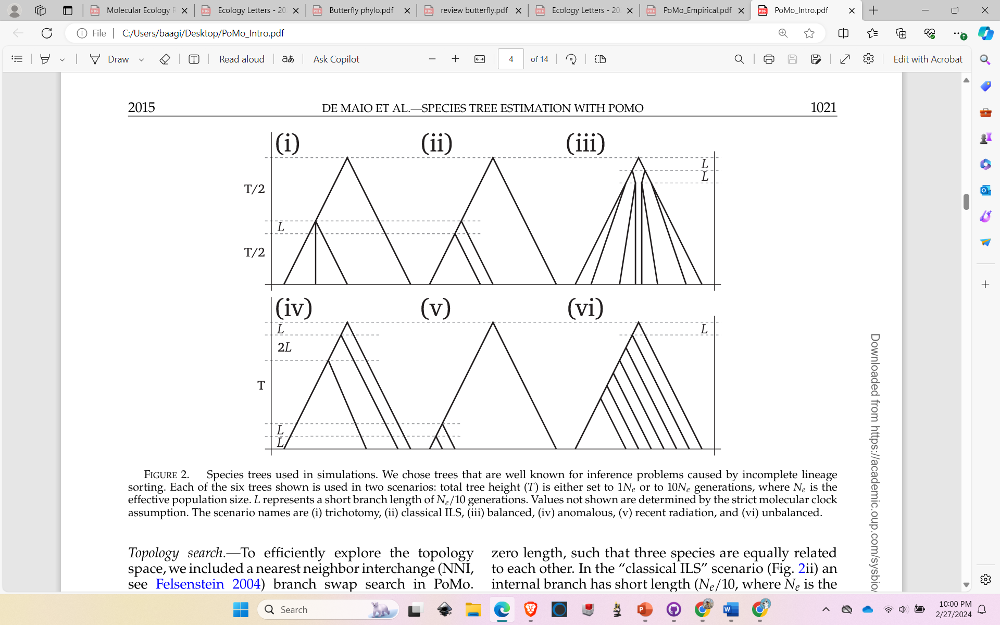 Molecular Ecology R
Ecology Letters - 20
Butterfly phylo.pdf
review butterfly.pdf
Ecology Letters - 20
PoMo_Empirical.pdf
PoMo_Intro.pdf
File
C:/Users/baagi/Desktop/PoMo_Intro.pdf
Draw
Read aloud
aあ
Ask Copilot
4
of 14
Edit with Acrobat
2015
DE MAIO ET AL.—SPECIES TREE ESTIMATION WITH POMO
1021
(i)
(ii)
(iii)
L
L
T/2
L
T/2
(iv)
(v)
(vi)
L
L
2L
T
L
L
FIGURE 2. Species trees used in simulations. We chose trees that are well known for inference problems caused by incomplete lineage
sorting. Each of the six trees shown is used in two scenarios: total tree height (T) is either set to 1Ne or to 10Ne generations, where Ne is the
effective population size. L represents a short branch length of Ne/10 generations. Values not shown are determined by the strict molecular clock
assumption. The scenario names are (i) trichotomy, (ii) classical ILS, (iii) balanced, (iv) anomalous, (v) recent radiation, and (vi) unbalanced.
Topology search.—To efficiently explore the topology
space, we included a nearest neighbor interchange (NNI,
see Felsenstein 2004) branch swap search in PoMo.
zero length, such that three species are equally related
to each other. In the “classical ILS” scenario (Fig. 2ii) an
internal branch has short length (Ne/10, where Ne is the
Downloaded from https://academic.oup.com/sysbio/
Search
10:00 PM
2/27/2024